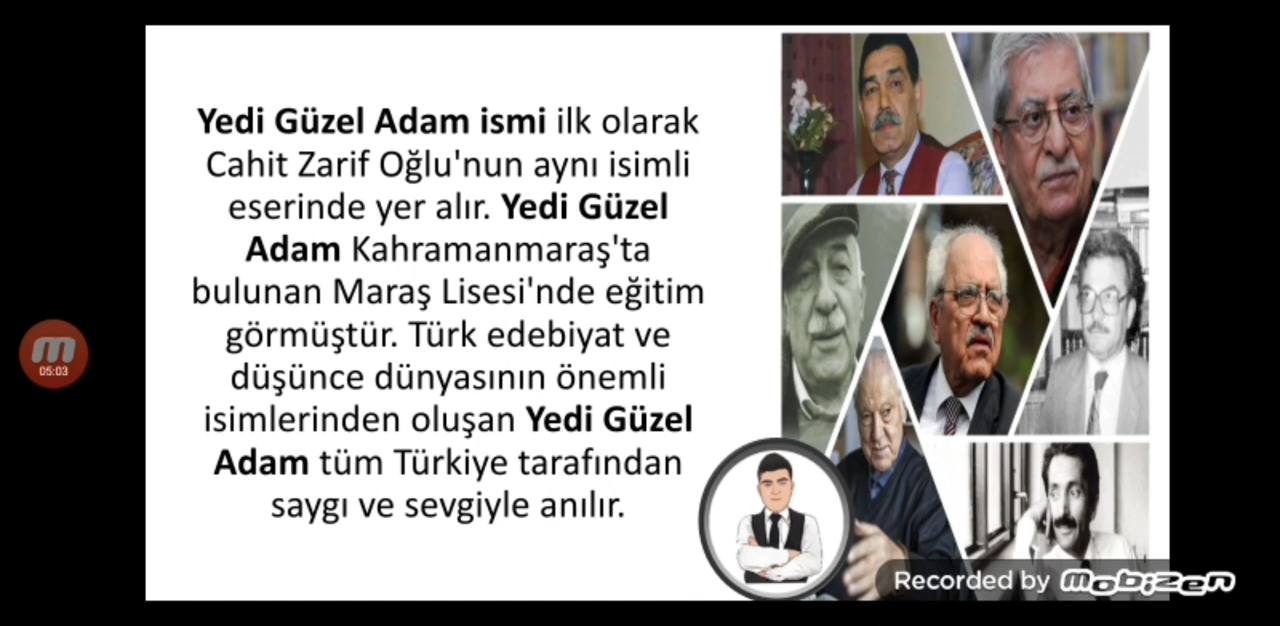 Yedi Güzel Adam ismi ilk olarak
Cahit Zarif Oğlu'nun aynı isimli
eserinde yer alır. Yedi Güzel
Adam Kahramanmaraş'ta
bulunan Maraş Lisesi'nde eğitim
görmüştür. Türk edebiyat ve
düşünce dünyasının önemli
isimlerinden oluşan Yedi Güzel
Adam tüm Türkiye tarafından
saygı ve sevgiyle anılır.
m
05:03
Recorded by mobizen